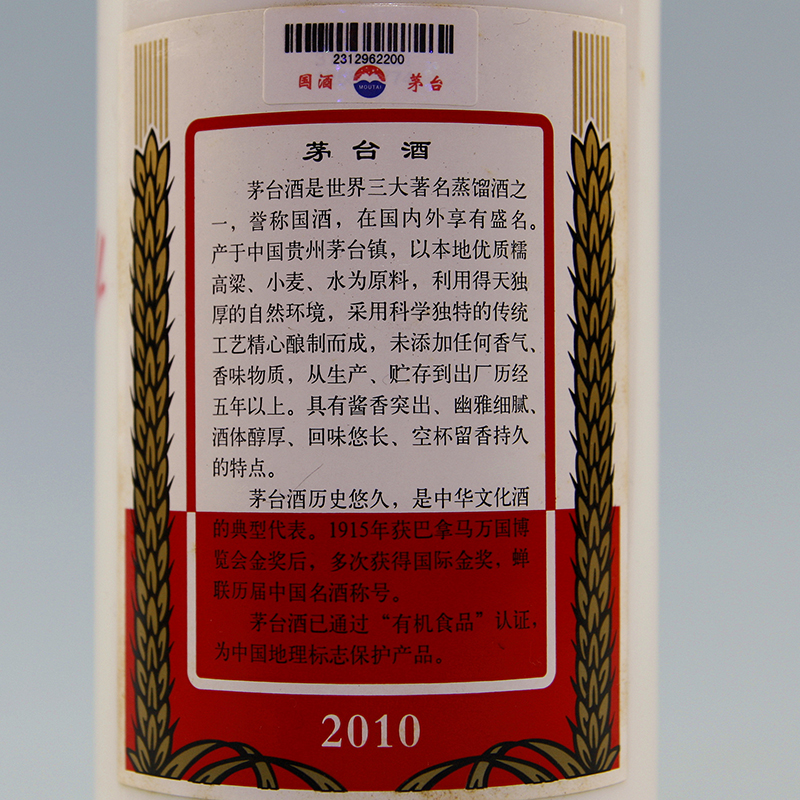 2312962200
国酒 MOUTAI 茅台
茅台酒
茅台酒是世界三大著名蒸馏酒之
一，誉称国酒，在国内外享有盛名。
产于中国贵州茅台镇，以本地优质糯
高粱、小麦、水为原料，利用得天独
厚的自然环境，采用科学独特的传统
工艺精心酿制而成，未添加任何香气、
香味物质，从生产、贮存到出厂历经
五年以上。具有酱香突出、幽雅细腻、
酒体醇厚、回味悠长、空杯留香持久
的特点。
茅台酒历史悠久，是中华文化酒
的典型代表。1915年获巴拿马万国博
览会金奖后，多次获得国际金奖，蝉
联历届中国名酒称号。
茅台酒已通过“有机食品”认证，
为中国地理标志保护产品。
2010